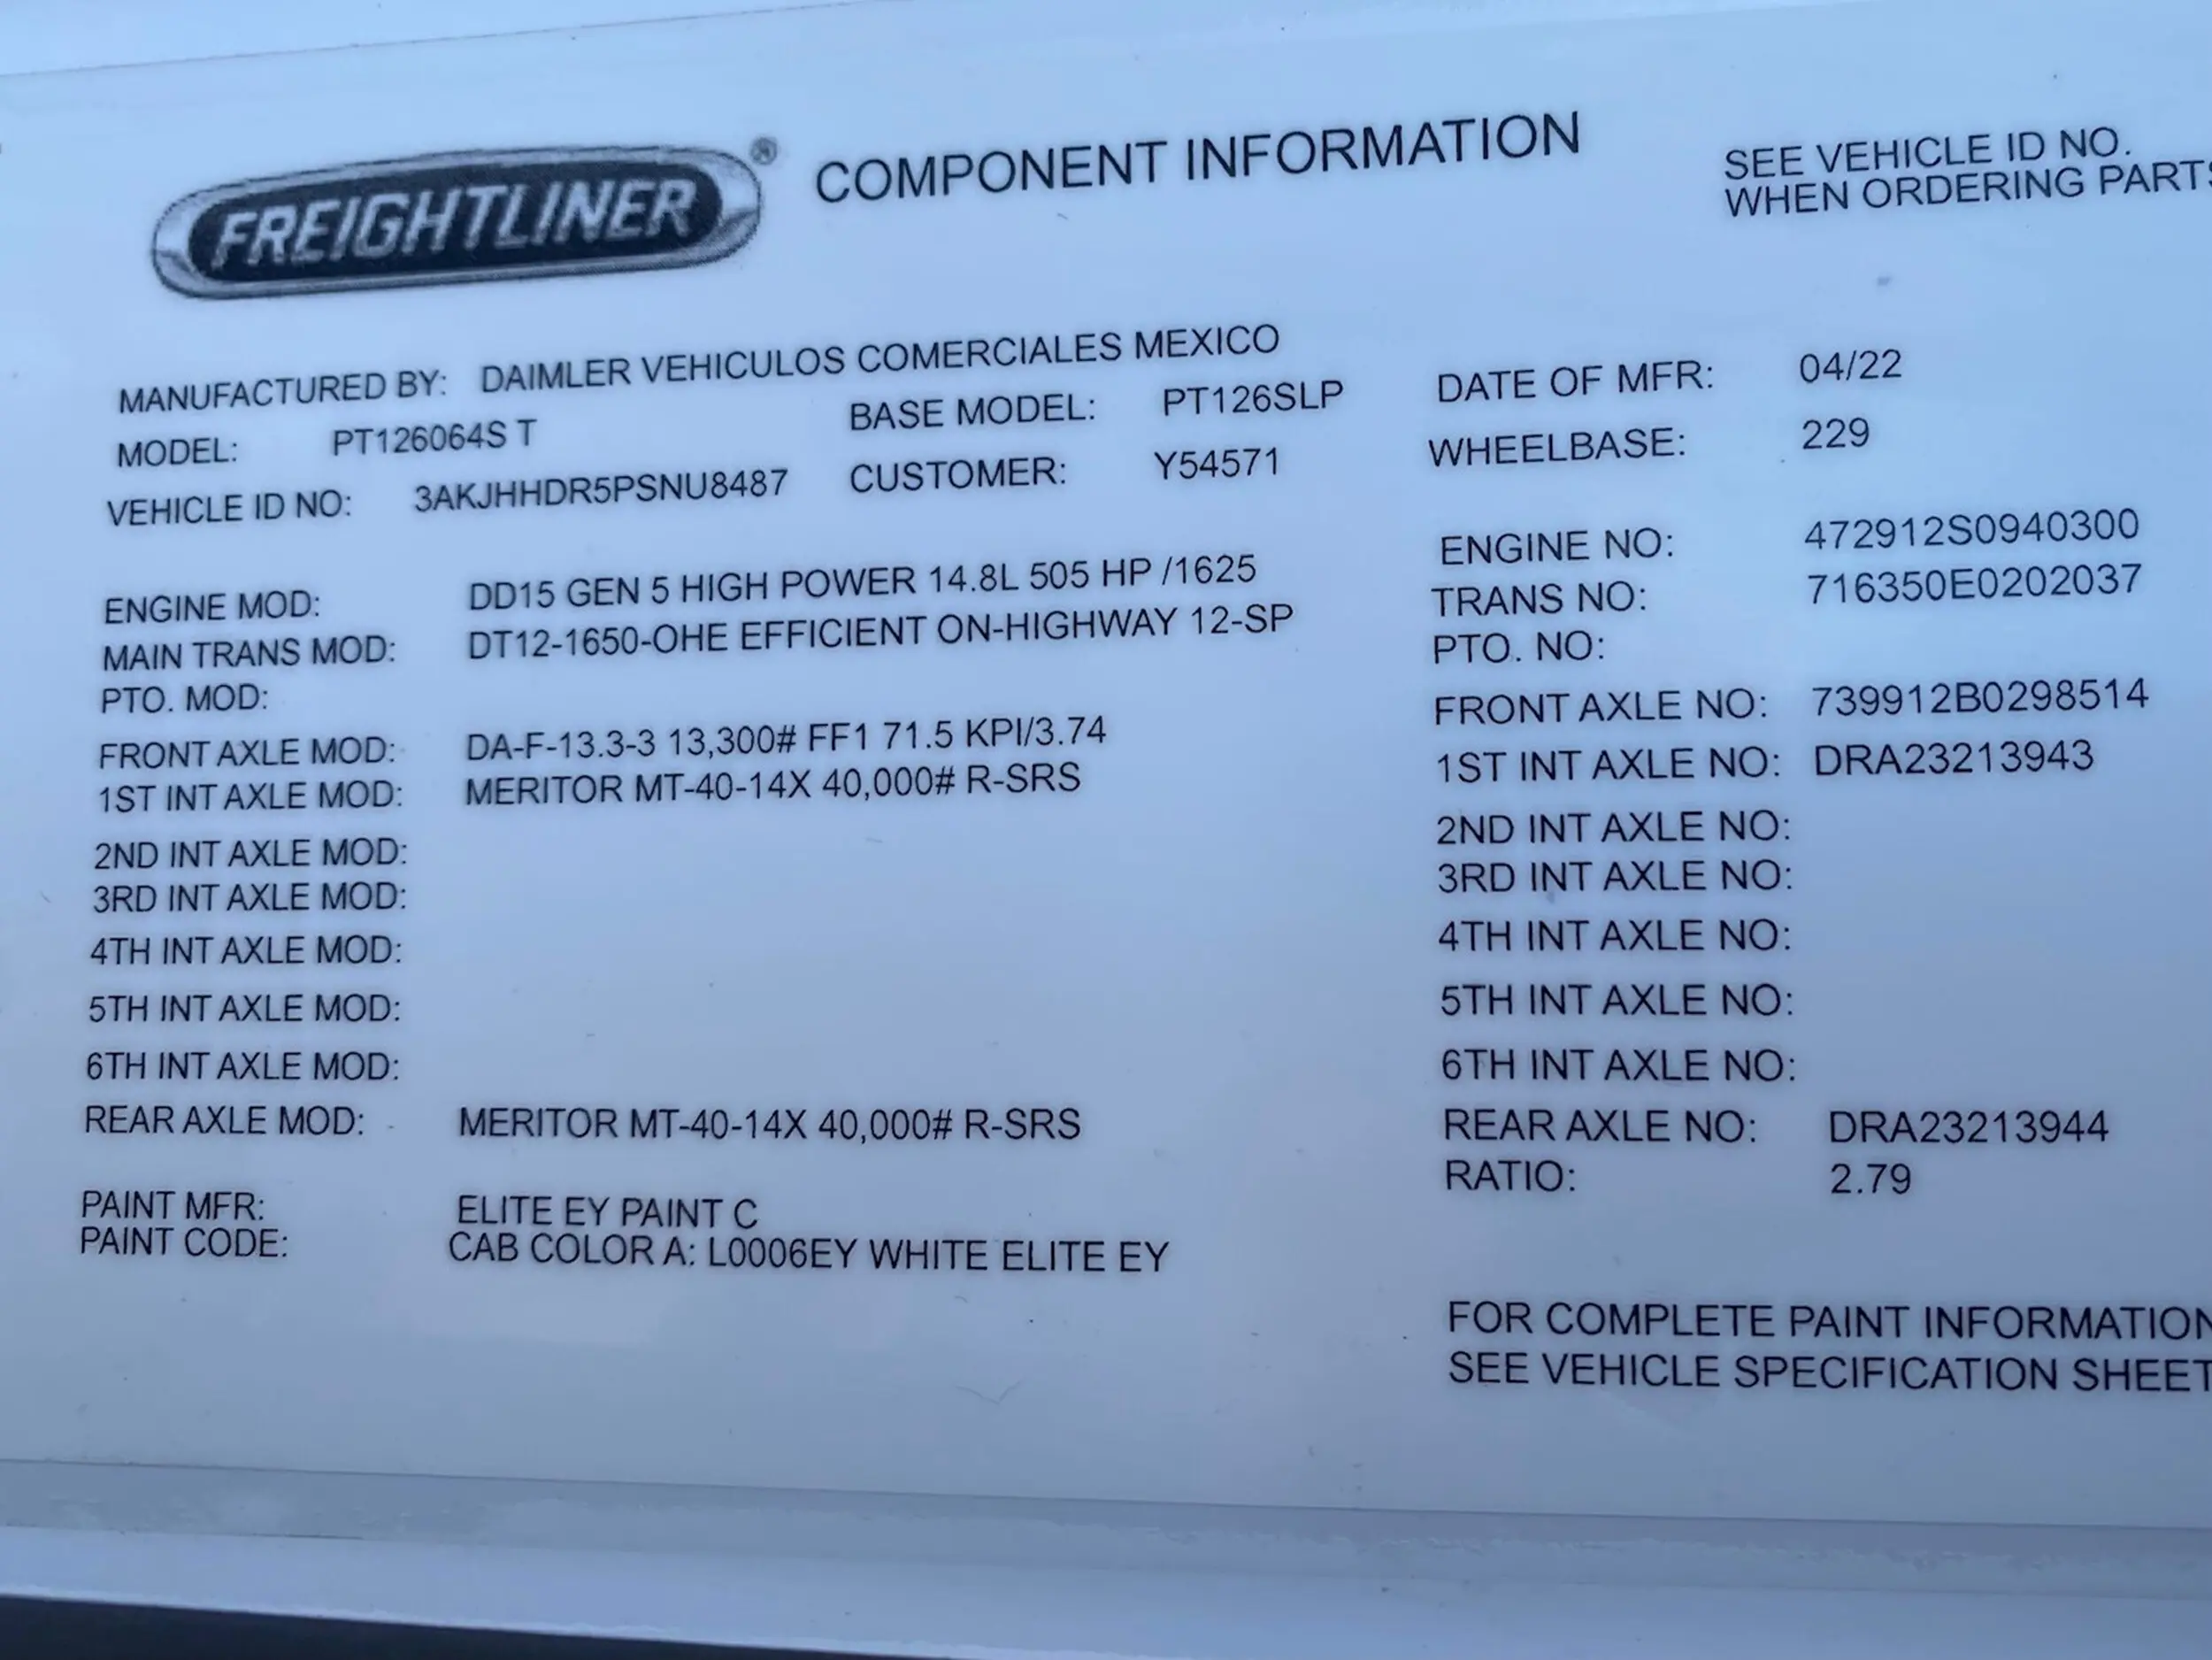 FREIGHTLINER®
COMPONENT INFORMATION
SEE VEHICLE ID NO.
WHEN ORDERING PARTS
MANUFACTURED BY: DAIMLER VEHICULOS COMERCIALES MEXICO
DATE OF MFR: 04/22
MODEL: PT126064S T BASE MODEL: PT126SLP
WHEELBASE: 229
VEHICLE ID NO: 3AKJHHDR5PSNU8487 CUSTOMER: Y54571
ENGINE MOD: DD15 GEN 5 HIGH POWER 14.8L 505 HP /1625
ENGINE NO: 472912S0940300
MAIN TRANS MOD: DT12-1650-OHE EFFICIENT ON-HIGHWAY 12-SP
TRANS NO: 716350E0202037
PTO. MOD:
PTO. NO:
FRONT AXLE MOD: DA-F-13.3-3 13,300# FF1 71.5 KPI/3.74
FRONT AXLE NO: 739912B0298514
1ST INT AXLE MOD: MERITOR MT-40-14X 40,000# R-SRS
1ST INT AXLE NO: DRA23213943
2ND INT AXLE MOD:
2ND INT AXLE NO:
3RD INT AXLE MOD:
3RD INT AXLE NO:
4TH INT AXLE MOD:
4TH INT AXLE NO:
5TH INT AXLE MOD:
5TH INT AXLE NO:
6TH INT AXLE MOD:
6TH INT AXLE NO:
REAR AXLE MOD: MERITOR MT-40-14X 40,000# R-SRS
REAR AXLE NO: DRA23213944
RATIO: 2.79
PAINT MFR: ELITE EY PAINT C
PAINT CODE: CAB COLOR A: L0006EY WHITE ELITE EY
FOR COMPLETE PAINT INFORMATION
SEE VEHICLE SPECIFICATION SHEET